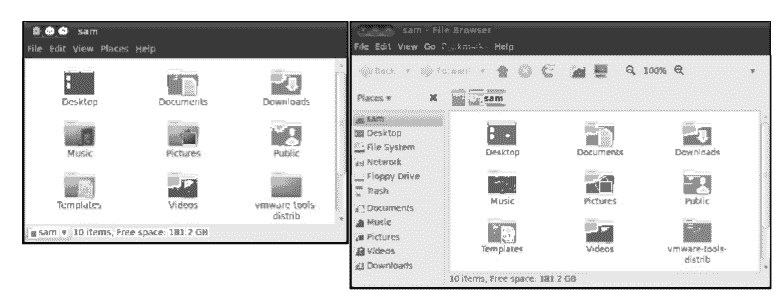 sam
File Edit View Places Help
Desktop Documents Downloads
Music Pictures Public
Templates Videos vmware-tools-distrib
sam 10 items, Free space: 181.2 GB
sam - File Browser
File Edit View Go Bookmarks Help
Back Forward 100%
Places sam
sam
Desktop
File System
Network
Floppy Drive
Trash
Documents
Music
Pictures
Videos
Downloads
Desktop Documents Downloads
Music Pictures Public
Templates Videos vmware-tools-distrib
10 items, Free space: 181.2 GB